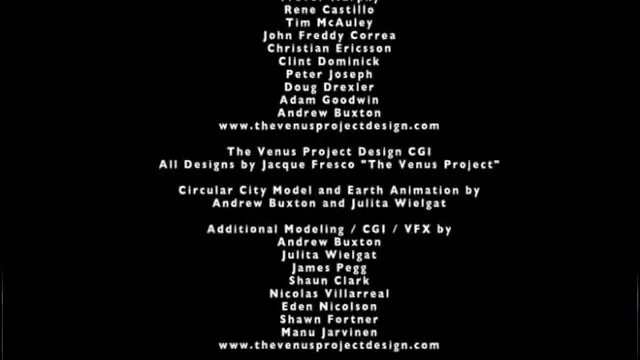 Rene Castillo
Tim McAuley
John Freddy Correa
Christian Ericsson
Clint Dominick
Peter Joseph
Doug Drexler
Adam Goodwin
Andrew Buxton
www.thevenusprojectdesign.com
The Venus Project Design CGI
All Designs by Jacque Fresco "The Venus Project"
Circular City Model and Earth Animation by
Andrew Buxton and Julita Wielgat
Additional Modeling / CGI / VFX by
Andrew Buxton
Julita Wielgat
James Pegg
Shaun Clark
Nicolas Villarreal
Eden Nicolson
Shawn Fortner
Manu Jarvinen
www.thevenusprojectdesign.com